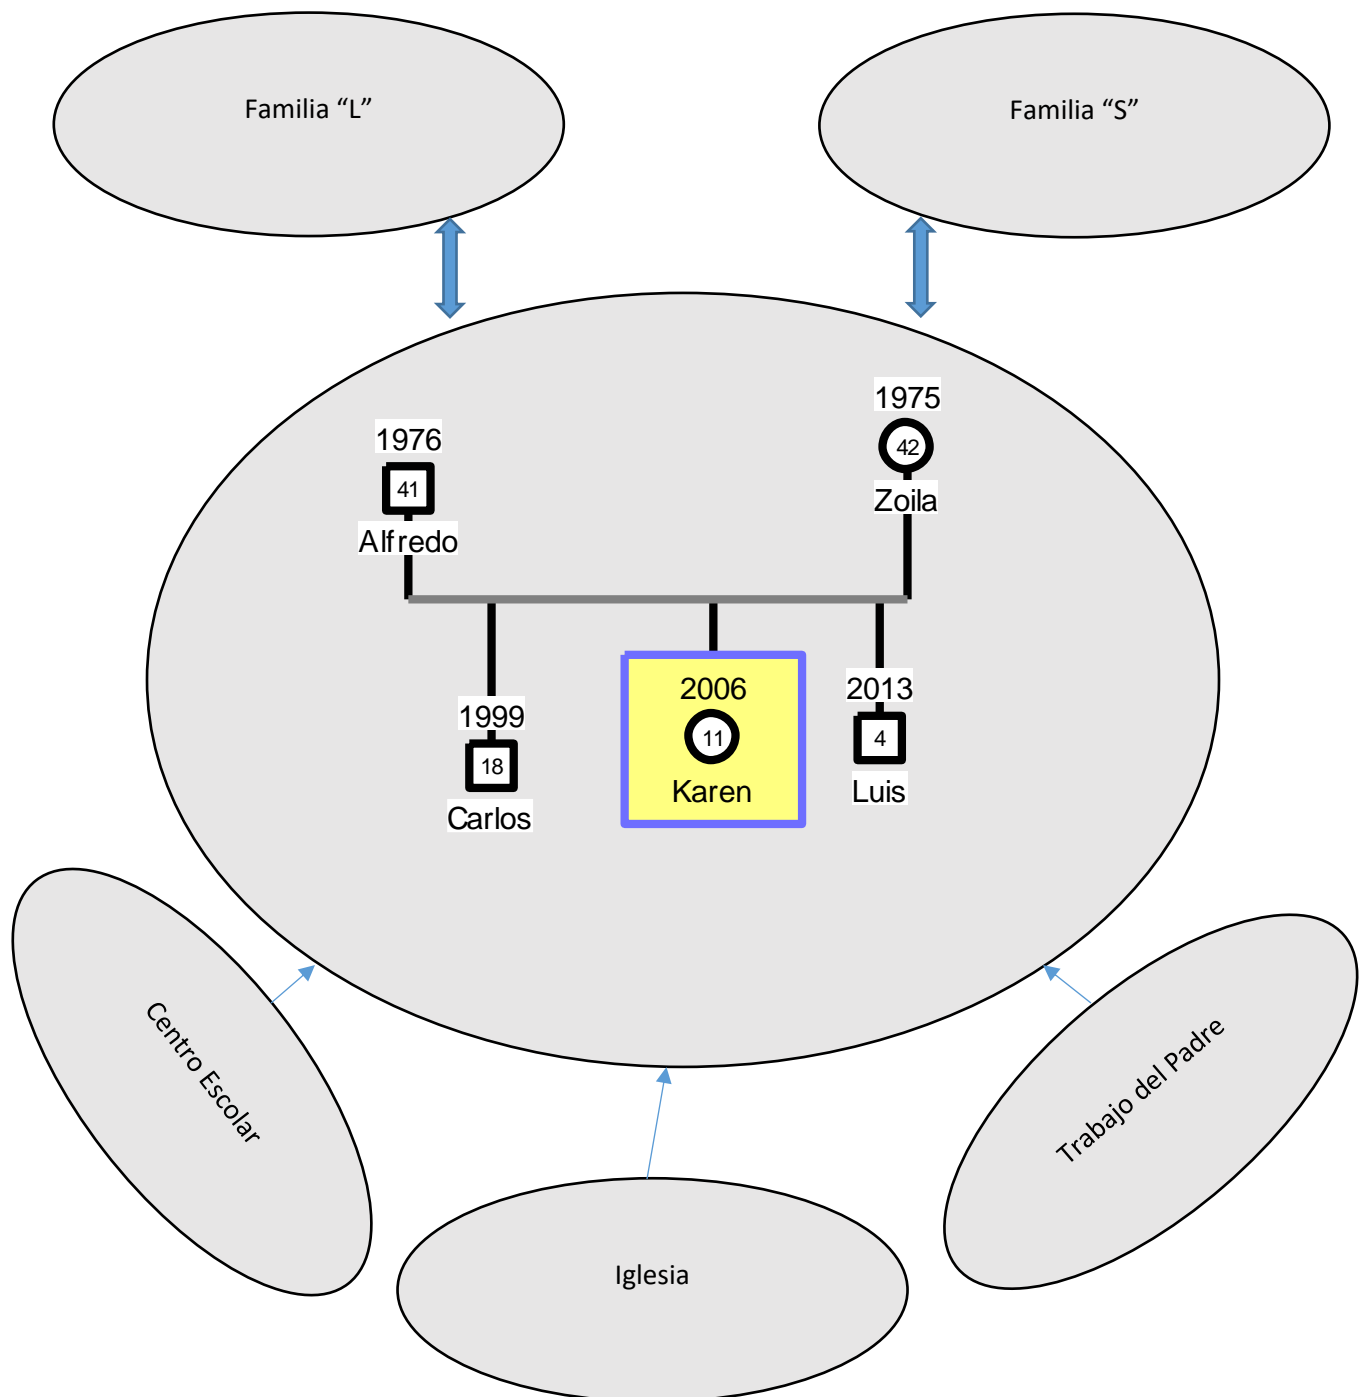 Familia “L”
Familia “S”
1975
42
Zoila
1976
41
Alfredo
1999
18
Carlos
2006
11
Karen
2013
4
Luis
Centro Escolar
Trabajo del Padre
Iglesia